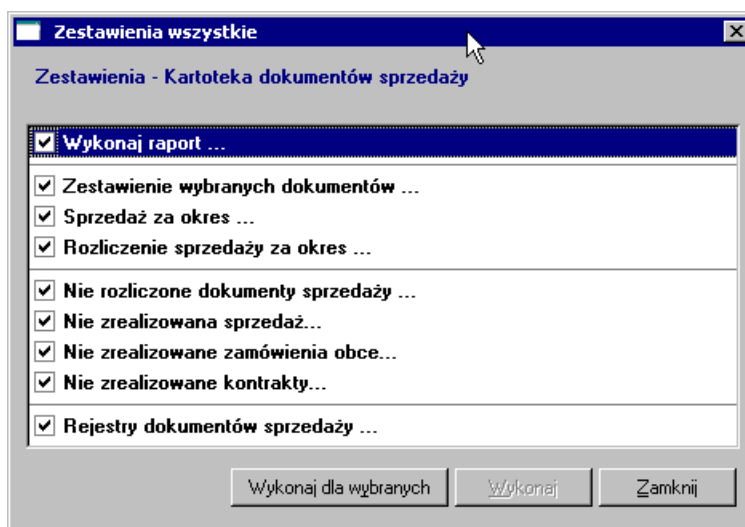 Zestawienia wszystkie
Zestawienia - Kartoteka dokumentów sprzedaży
Wykonaj raport ...
Zestawienie wybranych dokumentów ...
Sprzedaż za okres ...
Rozliczenie sprzedaży za okres ...
Nie rozliczone dokumenty sprzedaży ...
Nie zrealizowana sprzedaż...
Nie zrealizowane zamówienia obce...
Nie zrealizowane kontrakty...
Rejestry dokumentów sprzedaży ...
Wykonaj dla wybranych Wykonaj Zamknij